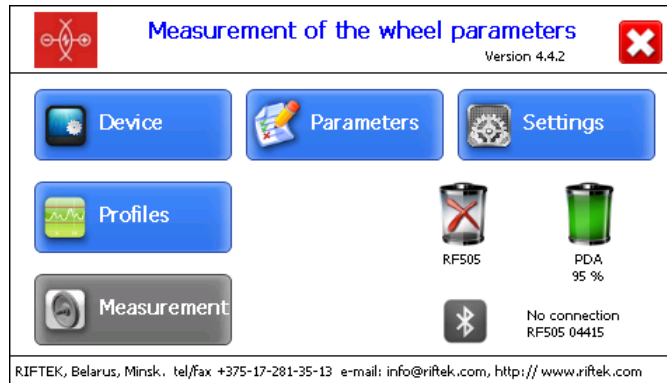 Measurement of the wheel parameters
Version 4.4.2
Device
Parameters
Settings
Profiles
RF505
PDA
95 %
Measurement
No connection
RF505 04415
RIFTEK, Belarus, Minsk. tel/fax +375-17-281-35-13 e-mail: info@riftek.com, http:// www.riftek.com